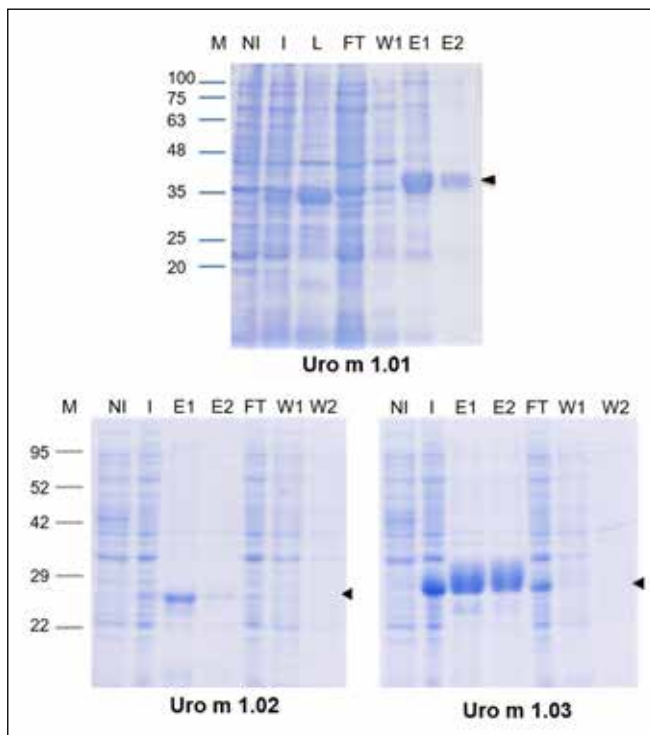 M NI I L FT W1 E1 E2
100
75
63
48
35
25
20
Uro m 1.01
M NI I E1 E2 FT W1 W2
95
52
42
29
22
Uro m 1.02
NI I E1 E2 FT W1 W2
Uro m 1.03